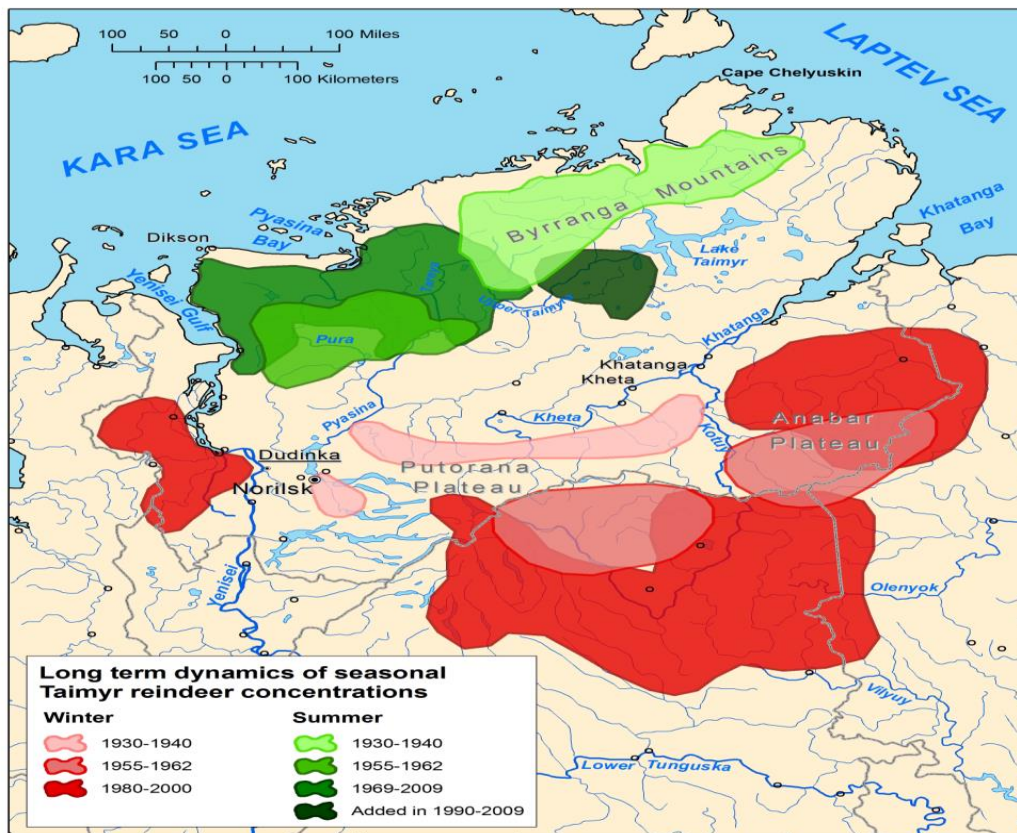 100 50 0 100 Miles
100 50 0 100 Kilometers
LAPTEV SEA
Cape Chelyuskin
KARA SEA
Byrranga Mountains
Khatanga
Bay
Pyasina
Bay
Dikson
Lake
Taimyr
Yenisei Gulf
Upper Taimyra
Pura
Khatanga
Khatanga
Kheta
Pyasina
Kheta
Kotuy
Anabar
Plateau
Dudinka
Putorana
Plateau
Norilsk
Yenisei
Olenyok
Vilyuy
Lower Tunguska
Long term dynamics of seasonal
Taimyr reindeer concentrations
Winter
Summer
1930-1940
1930-1940
1955-1962
1955-1962
1980-2000
1969-2009
Added in 1990-2009